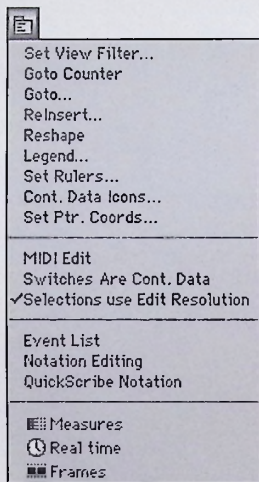 Set View Filter...
Goto Counter
Goto...
ReInsert...
Reshape
Legend...
Set Rulers...
Cont. Data Icons...
Set Ptr. Coords...
MIDI Edit
Switches Are Cont. Data
✓Selections use Edit Resolution
Event List
Notation Editing
QuickScribe Notation
Measures
Real time
Frames